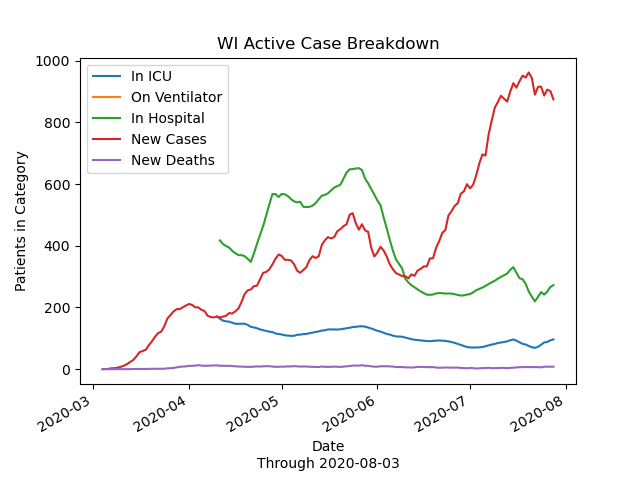 WI Active Case Breakdown
In ICU
On Ventilator
In Hospital
New Cases
New Deaths
Patients in Category
1000
800
600
400
200
0
2020-03
2020-04
2020-05
2020-06
2020-07
2020-08
Date
Through 2020-08-03